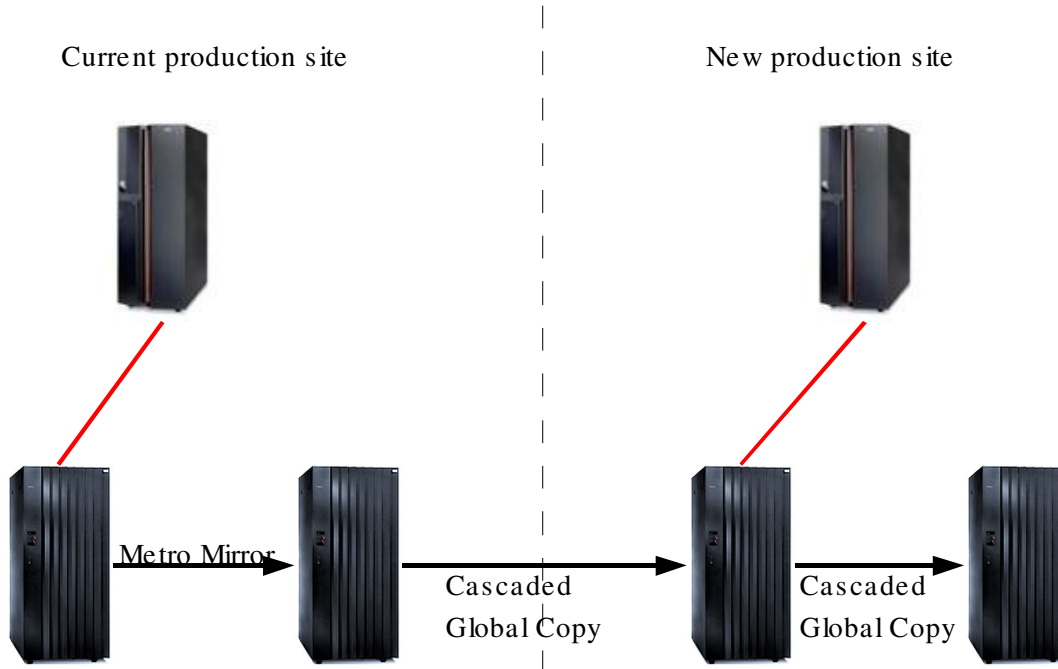 Current production site
New production site
Metro Mirror
Cascaded
Global Copy
Cascaded
Global Copy